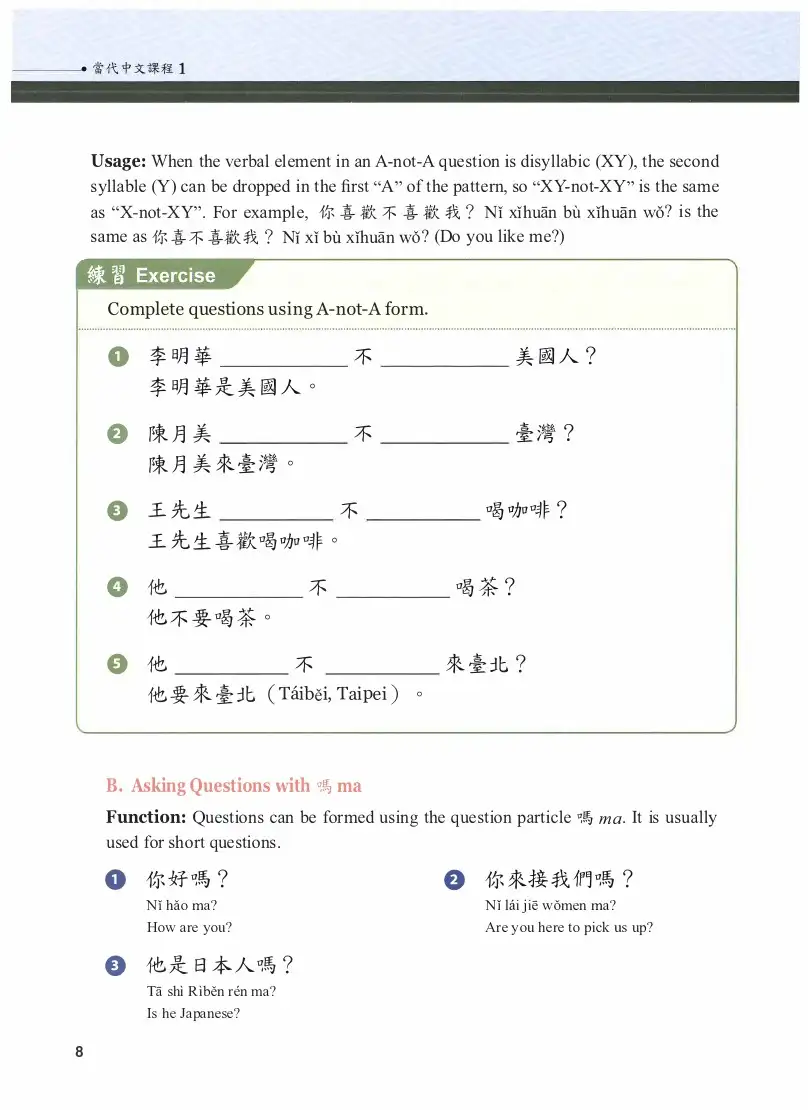 當代中文課程 1
Usage: When the verbal element in an A-not-A question is disyllabic (XY), the second
syllable (Y) can be dropped in the first “A” of the pattern, so “XY-not-XY” is the same
as “X-not-XY”. For example, 你喜歡不喜歡我? Nǐ xǐhuān bù xǐhuān wǒ? is the
same as 你喜不喜歡我? Nǐ xǐ bù xǐhuān wǒ? (Do you like me?)
練習 Exercise
Complete questions using A-not-A form.
1 李明華 ____________ 不 ____________ 美國人?
李明華是美國人。
2 陳月美 ____________ 不 ____________ 臺灣?
陳月美來臺灣。
3 王先生 ___________ 不 ___________ 喝咖啡?
王先生喜歡喝咖啡。
4 他 ____________ 不 ___________ 喝茶?
他不要喝茶。
5 他 ___________ 不 ___________ 來臺北?
他要來臺北(Táiběi, Taipei)。
B. Asking Questions with 嗎 ma
Function: Questions can be formed using the question particle 嗎 ma. It is usually
used for short questions.
1 你好嗎?
Nǐ hǎo ma?
How are you?
2 你來接我們嗎?
Nǐ lái jiē wǒmen ma?
Are you here to pick us up?
3 他是日本人嗎?
Tā shì Rìběn rén ma?
Is he Japanese?
8